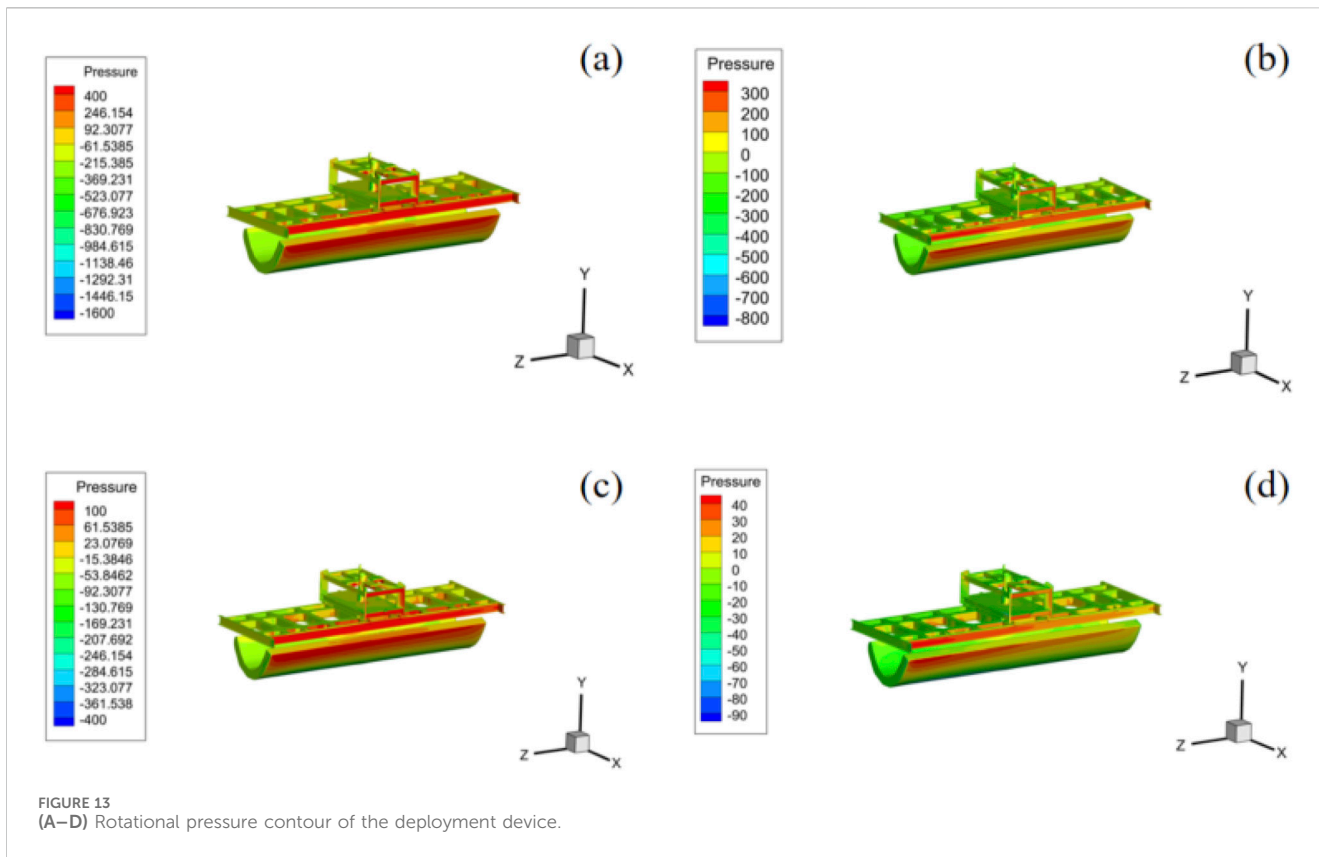 (a)
Pressure
400
246.154
92.3077
-61.5385
-215.385
-369.231
-523.077
-676.923
-830.769
-984.615
-1138.46
-1292.31
-1446.15
-1600
Y
Z
X
(b)
Pressure
300
200
100
0
-100
-200
-300
-400
-500
-600
-700
-800
Y
Z
X
(c)
Pressure
100
61.5385
23.0769
-15.3846
-53.8462
-92.3077
-130.769
-169.231
-207.692
-246.154
-284.615
-323.077
-361.538
-400
Y
Z
X
(d)
Pressure
40
30
20
10
0
-10
-20
-30
-40
-50
-60
-70
-80
-90
Y
Z
X
FIGURE 13
(A–D) Rotational pressure contour of the deployment device.